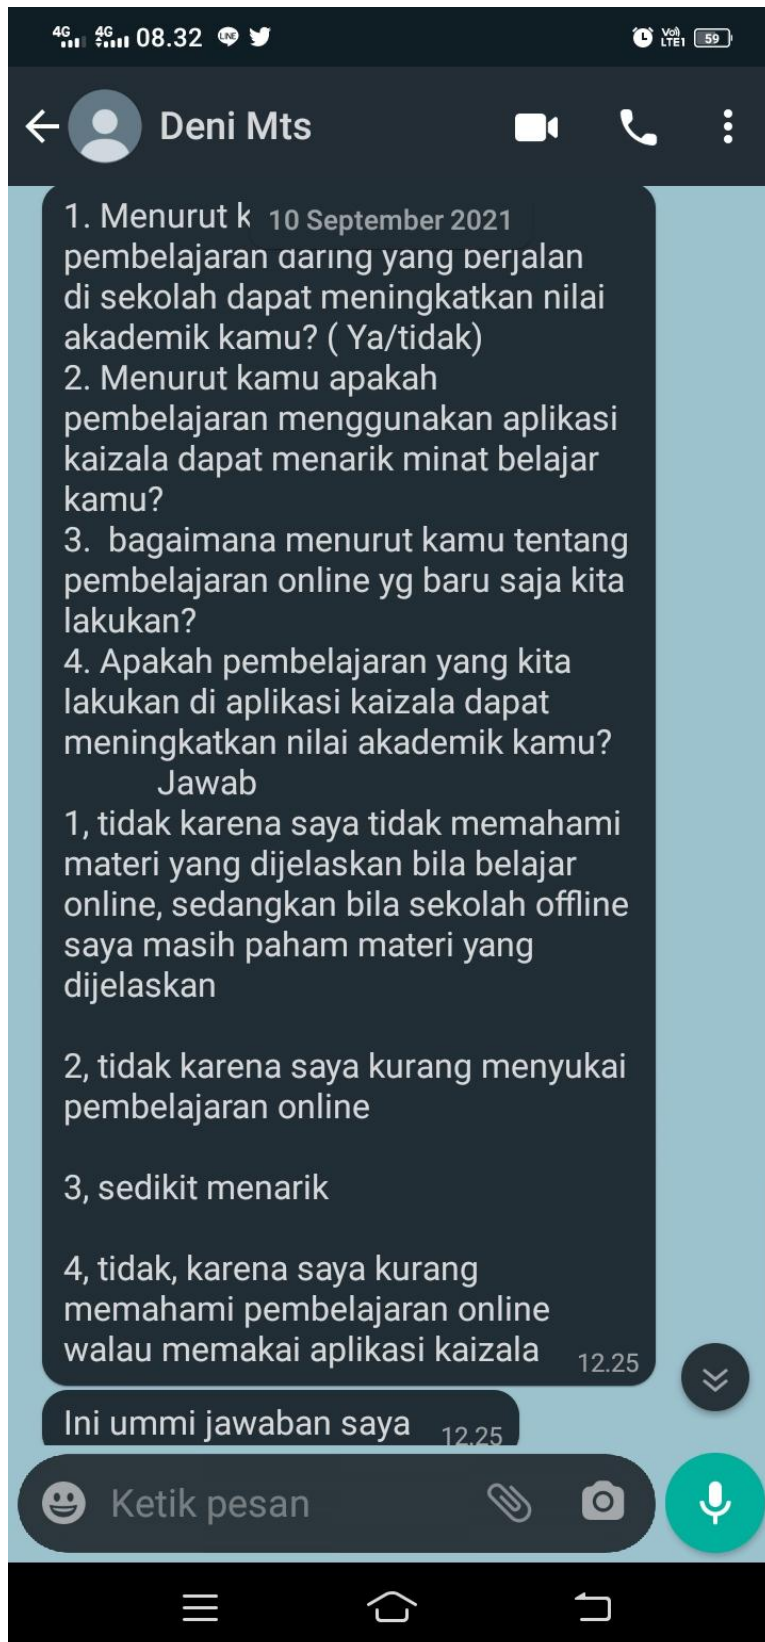 4G 4G 08.32 LINE Vo)) LTE1 59
Deni Mts
10 September 2021
1. Menurut k
pembelajaran daring yang berjalan
di sekolah dapat meningkatkan nilai
akademik kamu? ( Ya/tidak)
2. Menurut kamu apakah
pembelajaran menggunakan aplikasi
kaizala dapat menarik minat belajar
kamu?
3.  bagaimana menurut kamu tentang
pembelajaran online yg baru saja kita
lakukan?
4. Apakah pembelajaran yang kita
lakukan di aplikasi kaizala dapat
meningkatkan nilai akademik kamu?
Jawab
1, tidak karena saya tidak memahami
materi yang dijelaskan bila belajar
online, sedangkan bila sekolah offline
saya masih paham materi yang
dijelaskan
2, tidak karena saya kurang menyukai
pembelajaran online
3, sedikit menarik
4, tidak, karena saya kurang
memahami pembelajaran online
walau memakai aplikasi kaizala 12.25
Ini ummi jawaban saya 12.25
Ketik pesan